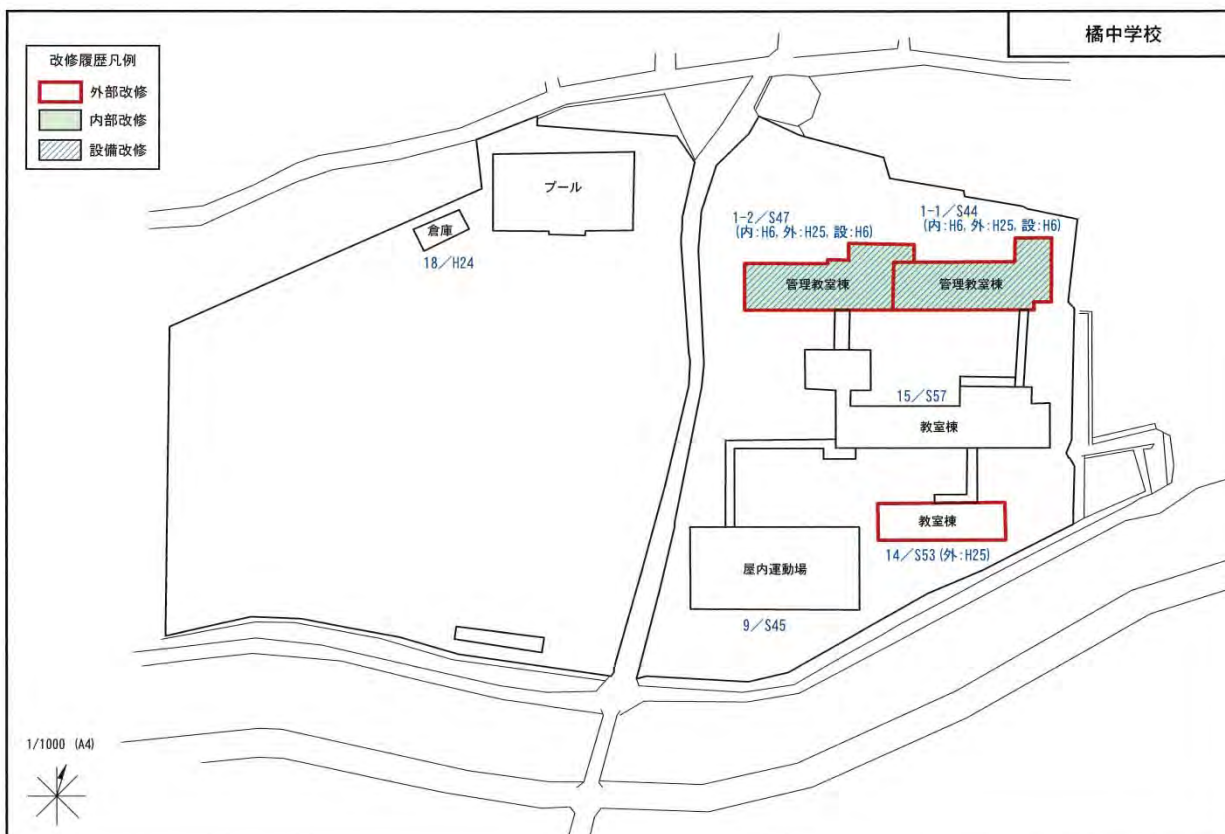 橘中学校
改修履歴凡例
外部改修
内部改修
設備改修
プール
倉庫
18/H24
1-2/S47
(内:H6, 外:H25, 設:H6)
1-1/S44
(内:H6, 外:H25, 設:H6)
管理教室棟
管理教室棟
15/S57
教室棟
教室棟
14/S53 (外:H25)
屋内運動場
9/S45
1/1000 (A4)